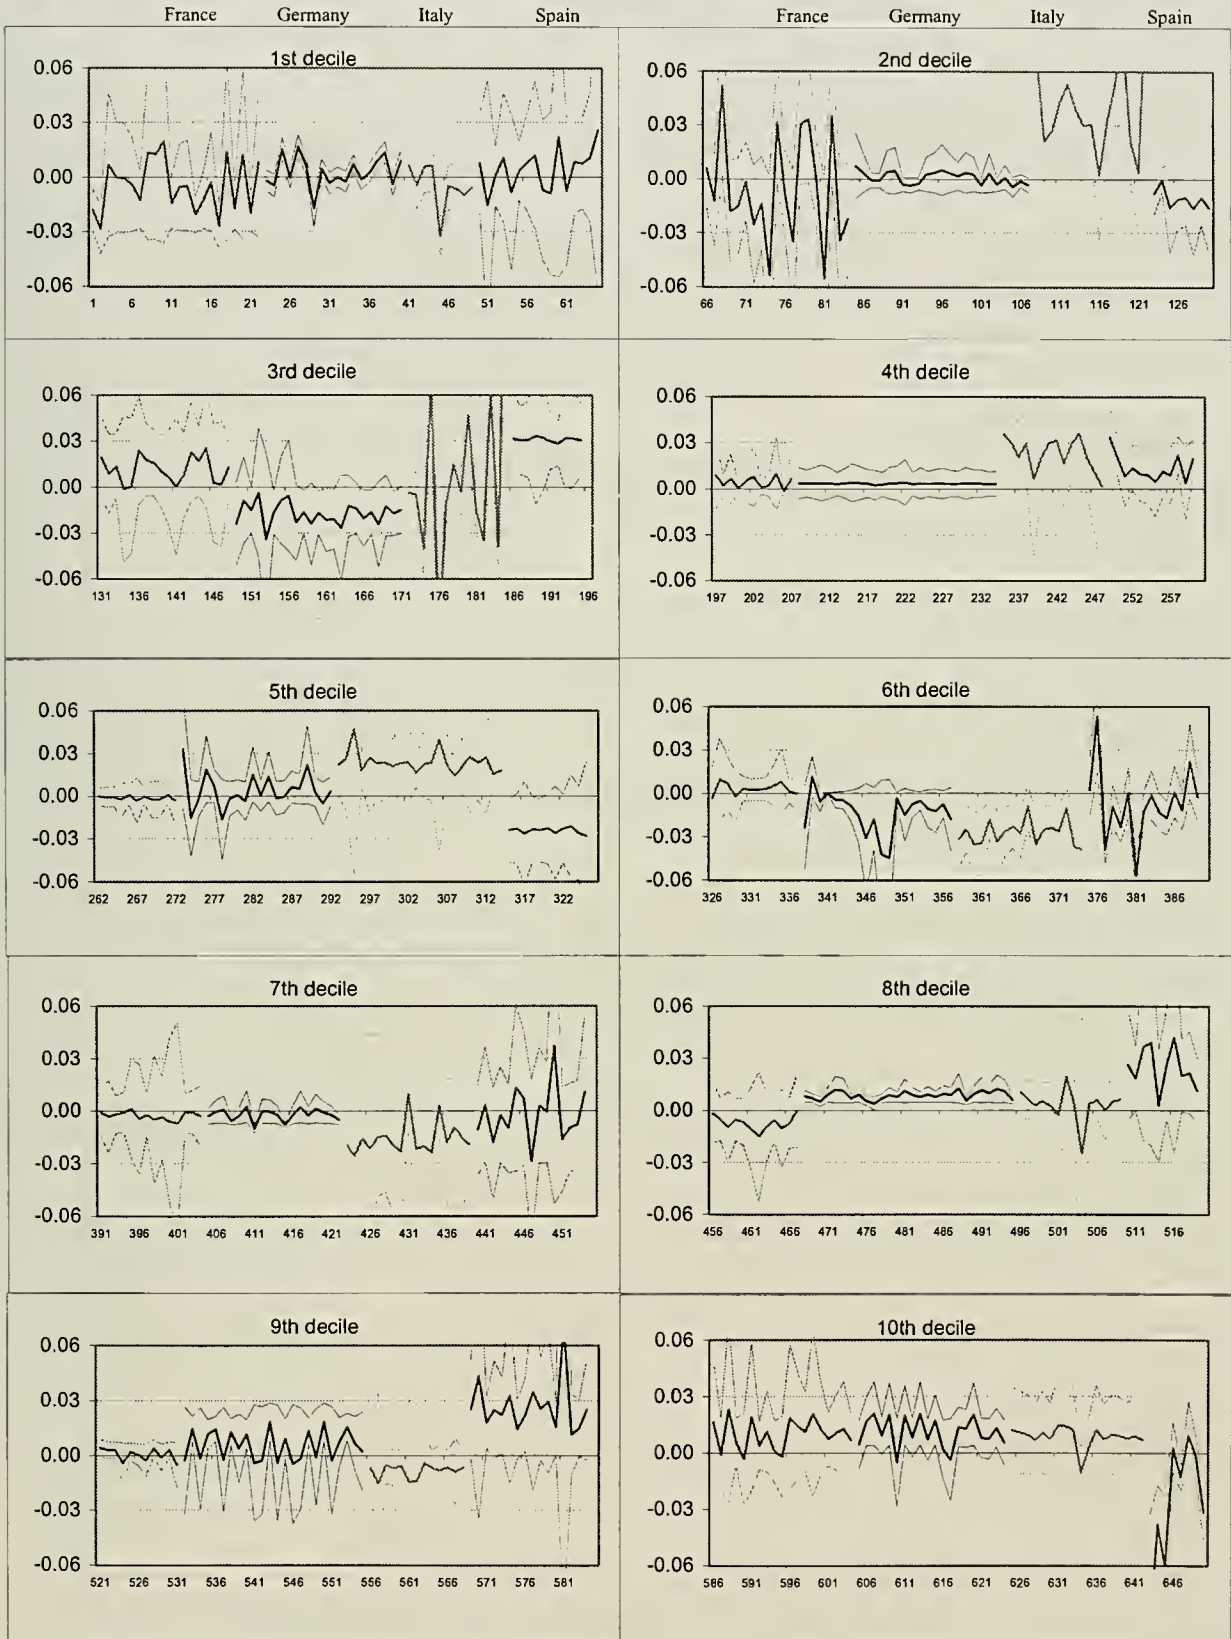 France Germany Italy Spain France Germany Italy Spain
1st decile
0.06
0.03
0.00
-0.03
-0.06
1 6 11 16 21 26 31 36 41 46 51 56 61
2nd decile
0.06
0.03
0.00
-0.03
-0.06
66 71 76 81 86 91 96 101 106 111 116 121 126
3rd decile
0.06
0.03
0.00
-0.03
-0.06
131 136 141 146 151 156 161 166 171 176 181 186 191 196
4th decile
0.06
0.03
0.00
-0.03
-0.06
197 202 207 212 217 222 227 232 237 242 247 252 257
5th decile
0.06
0.03
0.00
-0.03
-0.06
262 267 272 277 282 287 292 297 302 307 312 317 322
6th decile
0.06
0.03
0.00
-0.03
-0.06
326 331 336 341 346 351 356 361 366 371 376 381 386
7th decile
0.06
0.03
0.00
-0.03
-0.06
391 396 401 406 411 416 421 426 431 436 441 446 451
8th decile
0.06
0.03
0.00
-0.03
-0.06
456 461 466 471 476 481 486 491 496 501 506 511 516
9th decile
0.06
0.03
0.00
-0.03
-0.06
521 526 531 536 541 546 551 556 561 566 571 576 581
10th decile
0.06
0.03
0.00
-0.03
-0.06
586 591 596 601 606 611 616 621 626 631 636 641 646